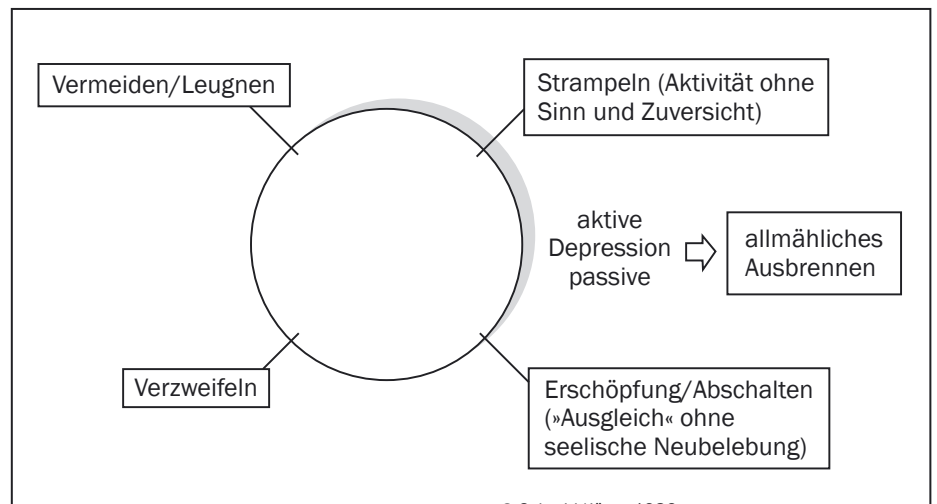 Vermeiden/Leugnen
Strampeln (Aktivität ohne
Sinn und Zuversicht)
aktive
Depression
passive
allmähliches
Ausbrennen
Verzweifeln
Erschöpfung/Abschalten
(»Ausgleich« ohne
seelische Neubelebung)